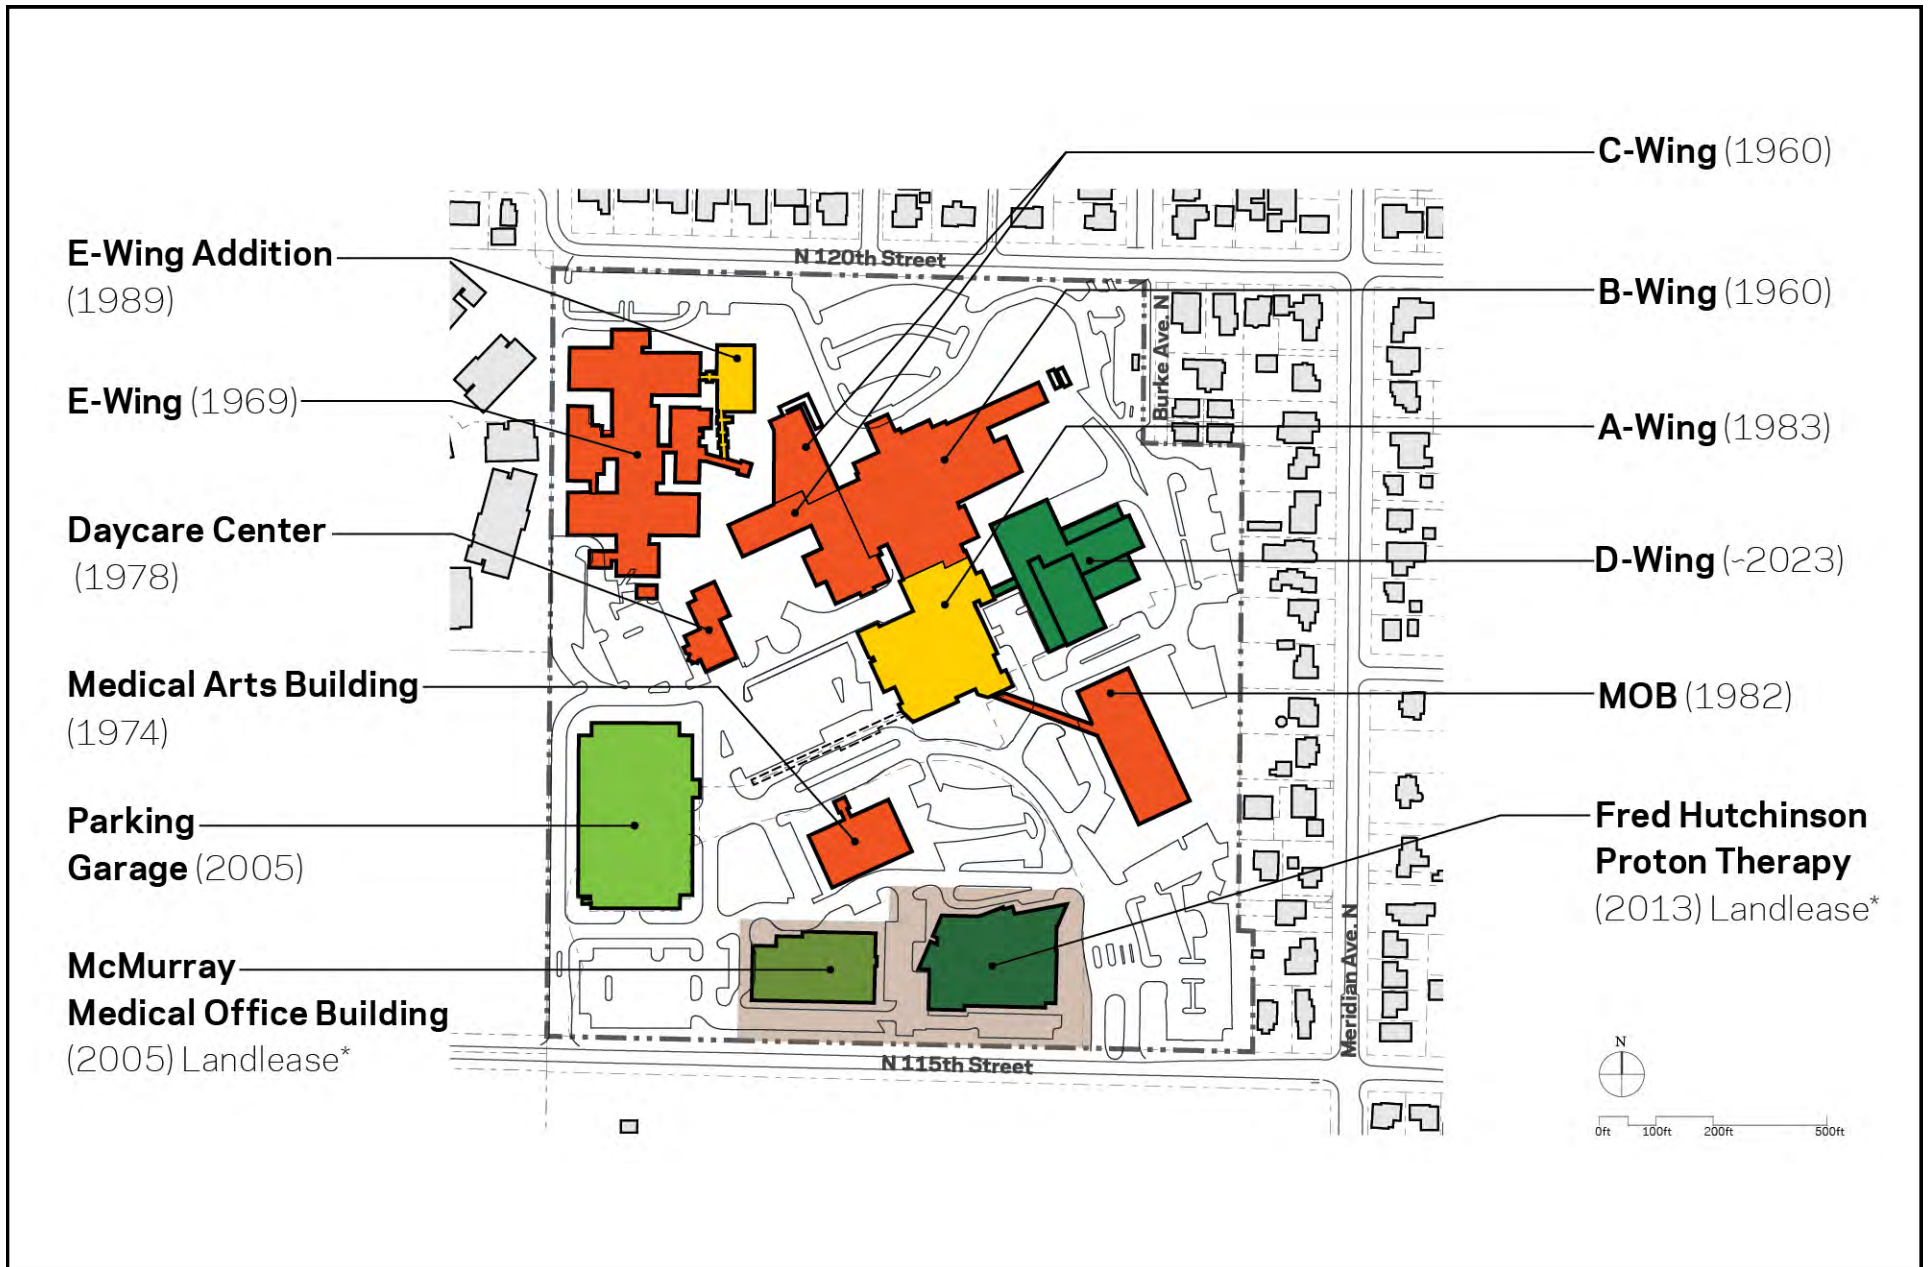 C-Wing (1960)
E-Wing Addition
(1989)
N 120th Street
B-Wing (1960)
Burke Ave. N
E-Wing (1969)
A-Wing (1983)
Daycare Center
(1978)
D-Wing (~2023)
Medical Arts Building
(1974)
MOB (1982)
Parking
Garage (2005)
Fred Hutchinson
Proton Therapy
(2013) Landlease*
McMurray
Medical Office Building
(2005) Landlease*
Meridian Ave. N
N 115th Street
N
0ft 100ft 200ft 500ft